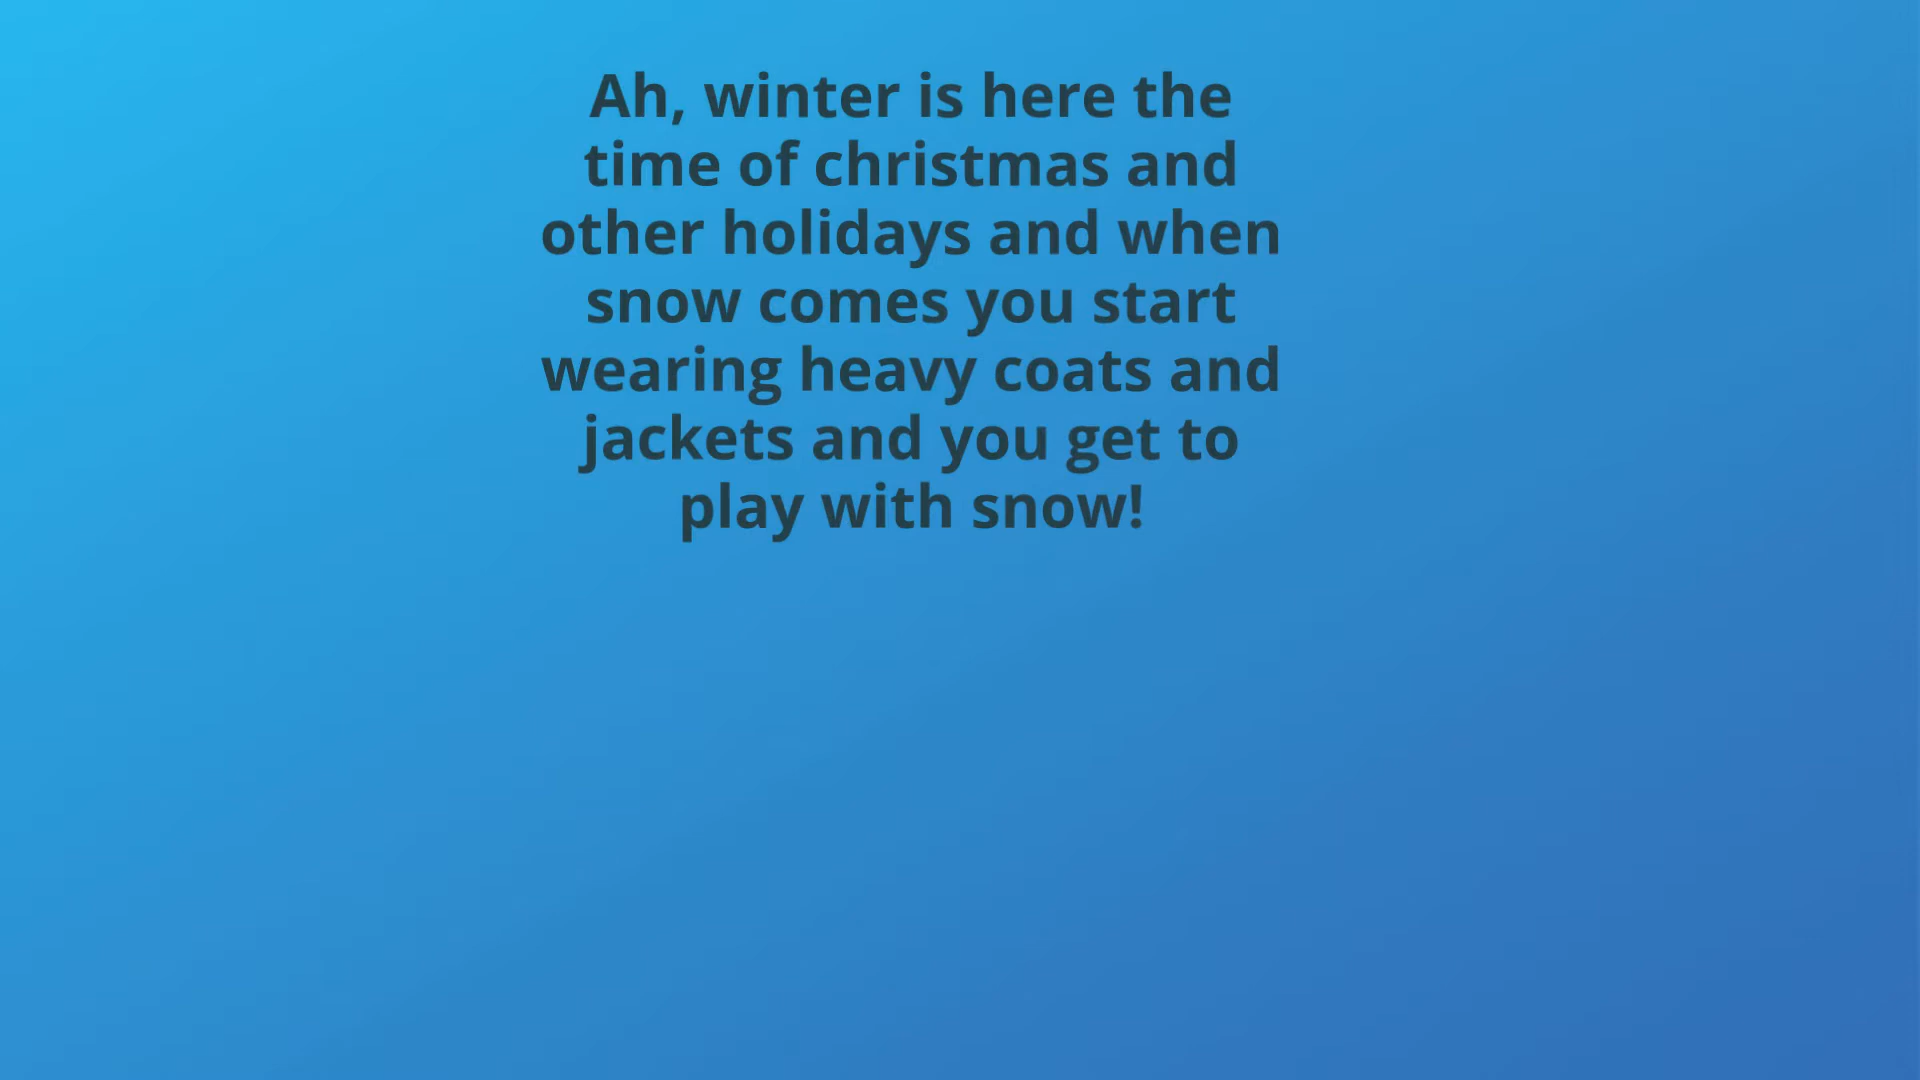 Ah, winter is here the
time of christmas and
other holidays and when
snow comes you start
wearing heavy coats and
jackets and you get to
play with snow!